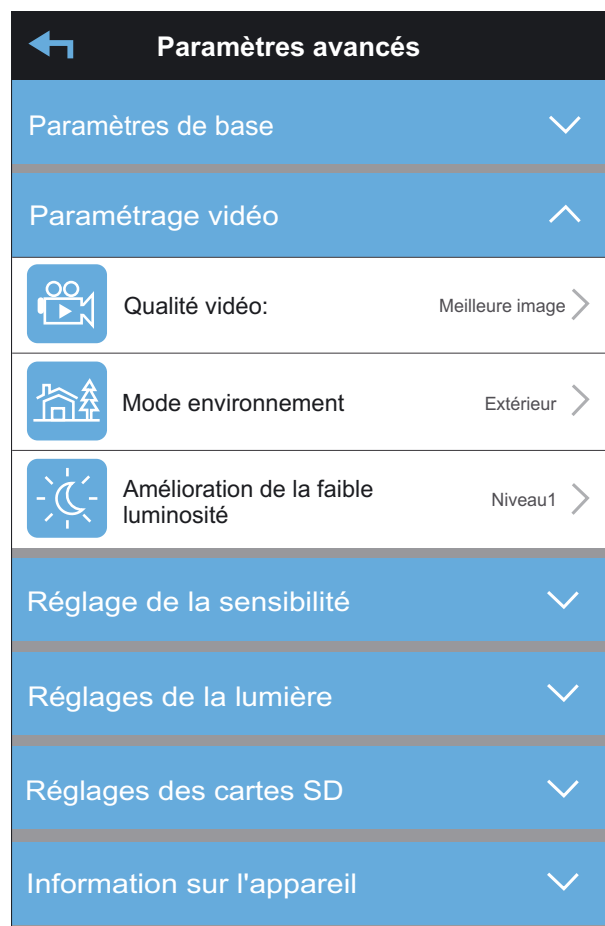 Paramètres avancés
Paramètres de base
Paramétrage vidéo
Qualité vidéo: Meilleure image
Mode environnement Extérieur
Amélioration de la faible
luminosité Niveau1
Réglage de la sensibilité
Réglages de la lumière
Réglages des cartes SD
Information sur l'appareil